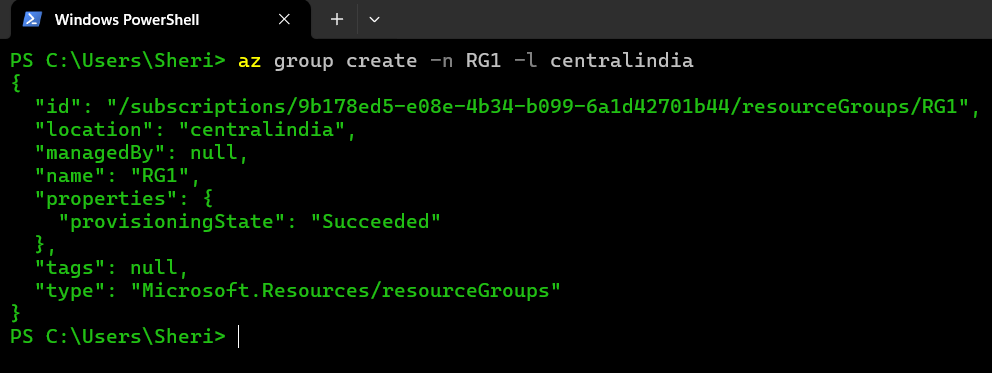 Windows PowerShell
PS C:\Users\Sheri> az group create -n RG1 -l centralindia
{
  "id": "/subscriptions/9b178ed5-e08e-4b34-b099-6a1d42701b44/resourceGroups/RG1",
  "location": "centralindia",
  "managedBy": null,
  "name": "RG1",
  "properties": {
    "provisioningState": "Succeeded"
  },
  "tags": null,
  "type": "Microsoft.Resources/resourceGroups"
}
PS C:\Users\Sheri>